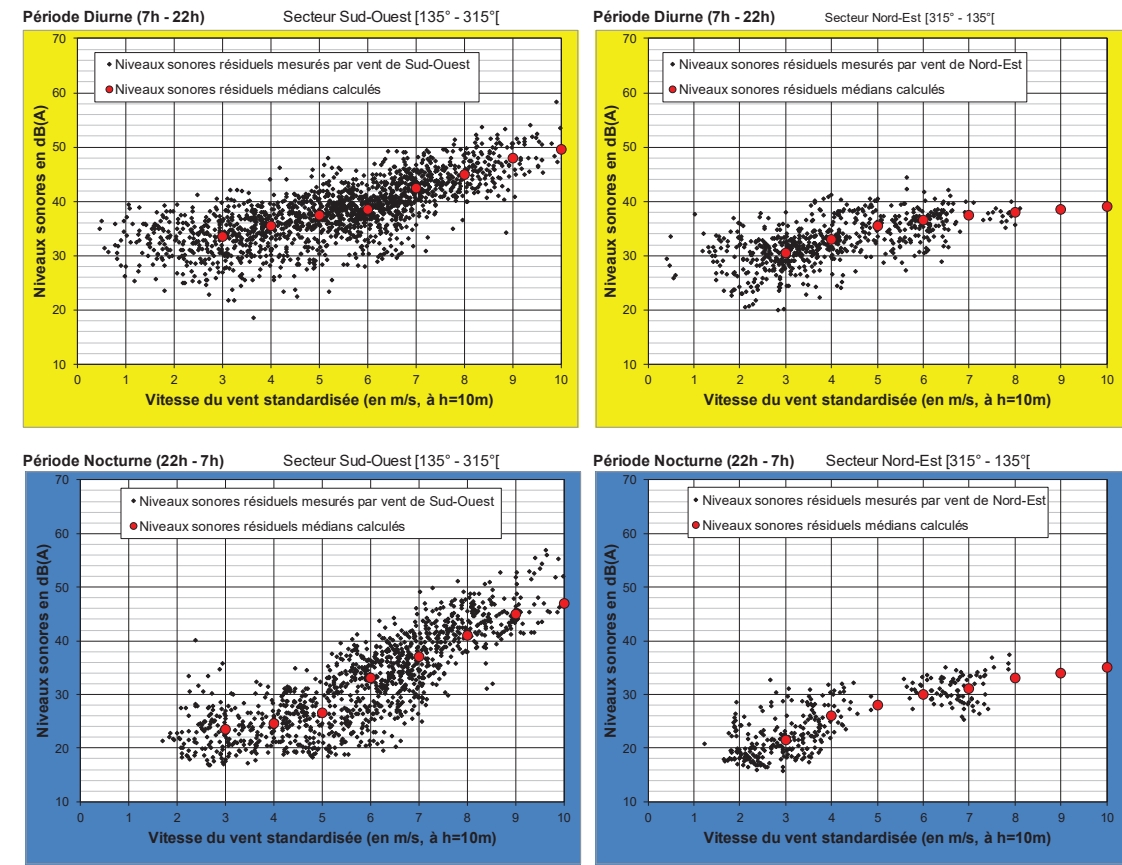 Période Diurne (7h - 22h) Secteur Sud-Ouest [135° - 315°[
70
60
50
40
30
20
10
Niveaux sonores en dB(A)
Niveaux sonores résiduels mesurés par vent de Sud-Ouest
Niveaux sonores résiduels médians calculés
0 1 2 3 4 5 6 7 8 9 10
Vitesse du vent standardisée (en m/s, à h=10m)
Période Diurne (7h - 22h) Secteur Nord-Est [315° - 135°[
70
60
50
40
30
20
10
Niveaux sonores en dB(A)
Niveaux sonores résiduels mesurés par vent de Nord-Est
Niveaux sonores résiduels médians calculés
0 1 2 3 4 5 6 7 8 9 10
Vitesse du vent standardisée (en m/s, à h=10m)
Période Nocturne (22h - 7h) Secteur Sud-Ouest [135° - 315°[
70
60
50
40
30
20
10
Niveaux sonores en dB(A)
Niveaux sonores résiduels mesurés par vent de Sud-Ouest
Niveaux sonores résiduels médians calculés
0 1 2 3 4 5 6 7 8 9 10
Vitesse du vent standardisée (en m/s, à h=10m)
Période Nocturne (22h - 7h) Secteur Nord-Est [315° - 135°[
70
60
50
40
30
20
10
Niveaux sonores en dB(A)
Niveaux sonores résiduels mesurés par vent de Nord-Est
Niveaux sonores résiduels médians calculés
0 1 2 3 4 5 6 7 8 9 10
Vitesse du vent standardisée (en m/s, à h=10m)